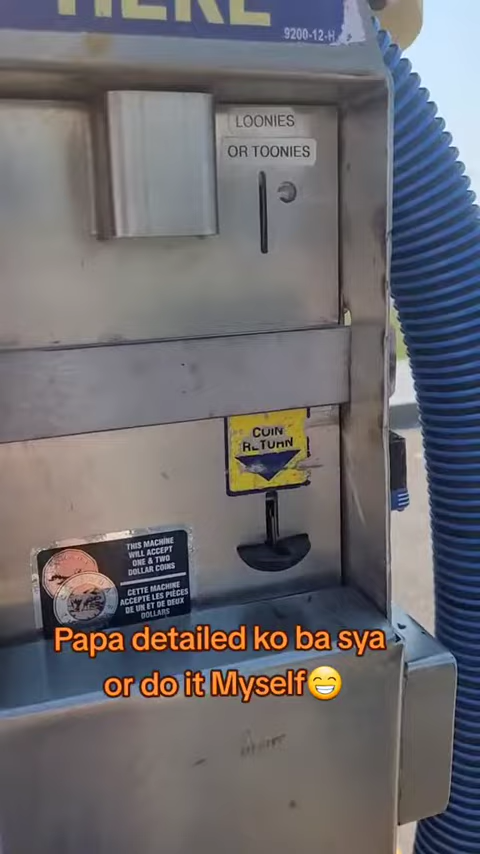 HERE
9200-12-H
LOONIES
OR TOONIES
COIN
RETURN
THIS MACHINE
WILL ACCEPT
ONE & TWO
DOLLAR COINS
CETTE MACHINE
ACCEPTE LES PIÈCES
DE UN ET DE DEUX
DOLLARS
Papa detailed ko ba sya
or do it Myself😁